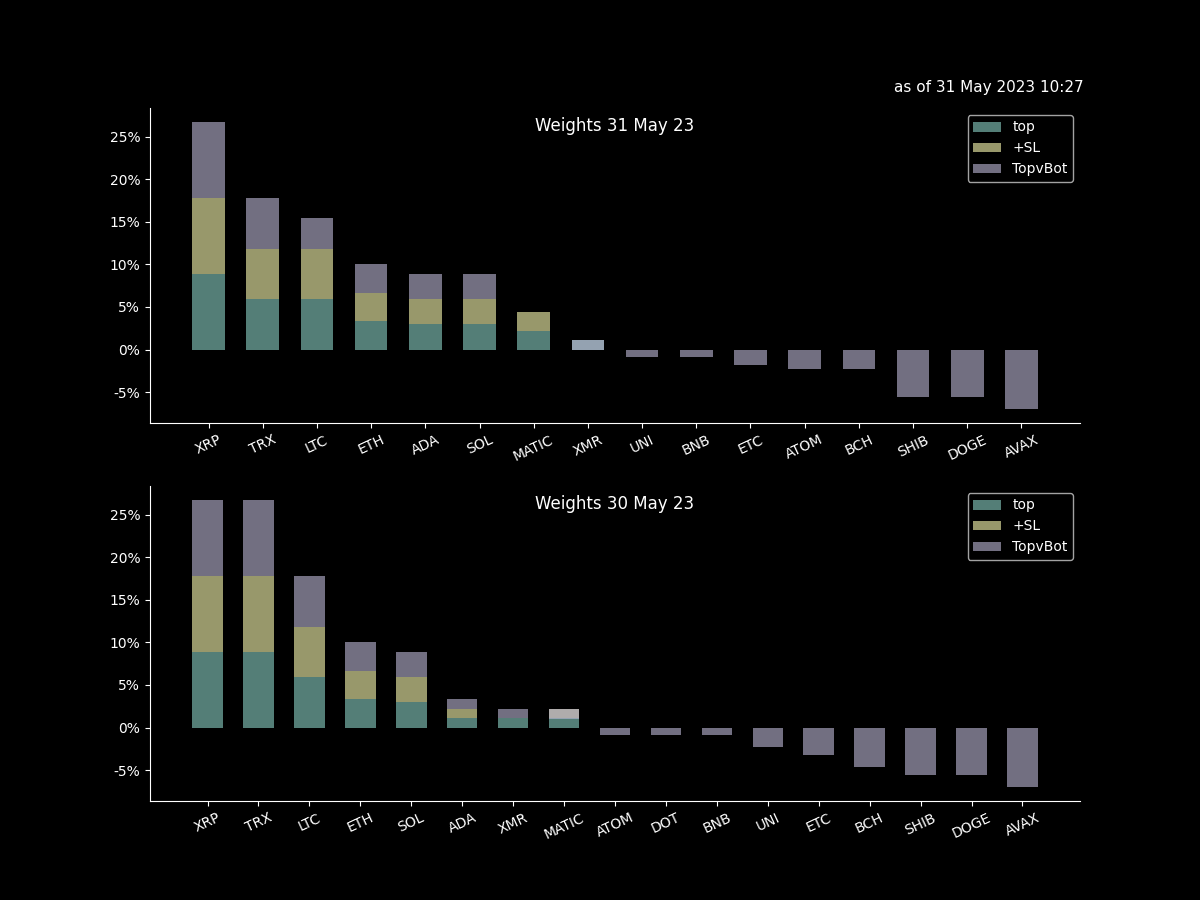 as of 31 May 2023 10:27
Weights 31 May 23
top
+SL
TopvBot
25%
20%
15%
10%
5%
0%
-5%
XRP TRX LTC ETH ADA SOL MATIC XMR UNI BNB ETC ATOM BCH SHIB DOGE AVAX
Weights 30 May 23
top
+SL
TopvBot
25%
20%
15%
10%
5%
0%
-5%
XRP TRX LTC ETH SOL ADA XMR MATIC ATOM DOT BNB UNI ETC BCH SHIB DOGE AVAX